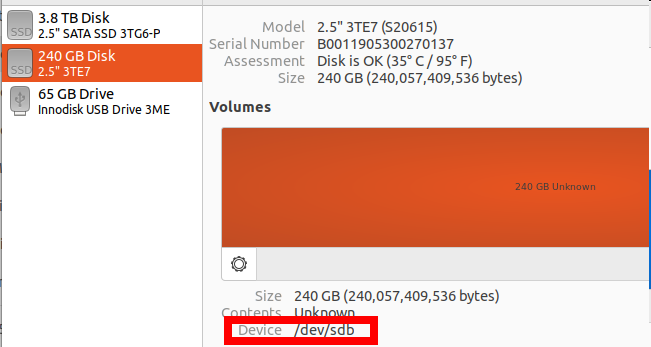 3.8 TB Disk
2.5" SATA SSD 3TG6-P
SSD
240 GB Disk
2.5" 3TE7
SSD
65 GB Drive
Innodisk USB Drive 3ME
Model 2.5" 3TE7 (S20615)
Serial Number B0011905300270137
Assessment Disk is OK (35° C / 95° F)
Size 240 GB (240,057,409,536 bytes)
Volumes
240 GB Unknown
Size 240 GB (240,057,409,536 bytes)
Contents Unknown
Device /dev/sdb